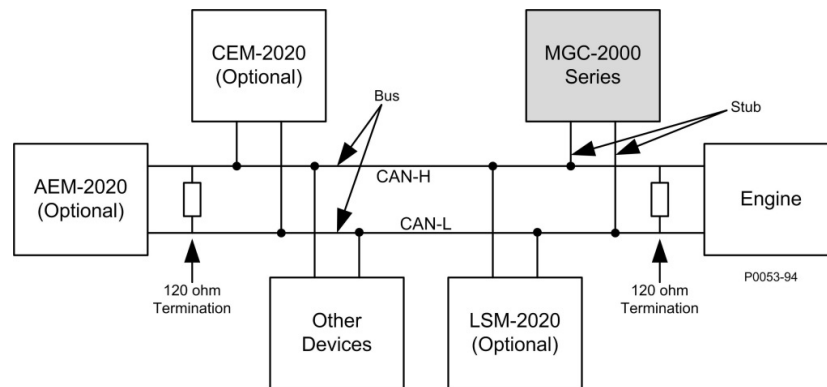 CEM-2020
(Optional)
MGC-2000
Series
Bus
Stub
CAN-H
AEM-2020
(Optional)
Engine
CAN-L
P0053-94
120 ohm
Termination
Other
Devices
LSM-2020
(Optional)
120 ohm
Termination